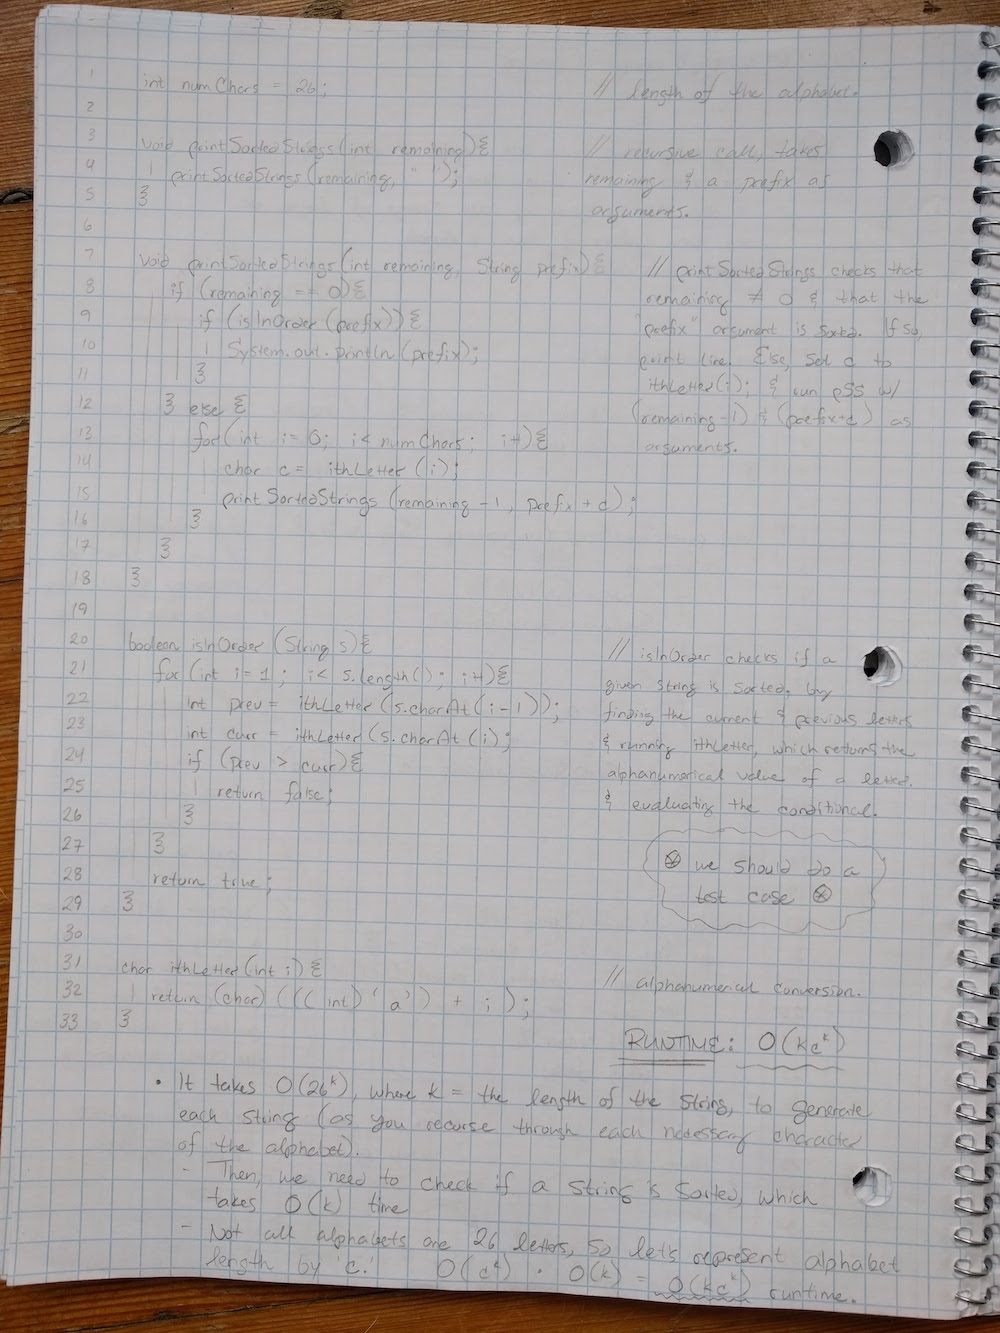 1 int numChars = 26; // length of the alphabet.
2
3 void printSortedStrings(int remaining){ // recursive call, takes
4 printSortedStrings(remaining, " "); remaining & a prefix as
5 } arguments.
6
7 void printSortedStrings(int remaining, String prefix){ // printSortedStrings checks that
8 if (remaining == 0){ remaining ≠ 0 & that the
9 if (isInOrder(prefix)){ "prefix" argument is sorted. If so,
10 System.out.println(prefix); print line. Else, set c to
11 } ithLetter(i); & run pSS w/
12 } else { (remaining-1) & (prefix+c) as
13 for(int i=0; i< numChars; i++){ arguments.
14 char c = ithLetter(i);
15 printSortedStrings(remaining -1, prefix + c);
16 }
17 }
18 }
19
20 boolean isInOrder(String s){ // isInOrder checks if a
21 for(int i=1; i< s.length(); i++){ given string is sorted, by
22 int prev = ithLetter(s.charAt(i-1)); finding the current & previous letters
23 int curr = ithLetter(s.charAt(i); & running ithLetter, which returns the
24 if (prev > curr){ alphanumerical value of a letter.
25 return false; & evaluating the conditional.
26 }
27 }
28 return true; ⊗ we should do a
29 } test case ⊗
30
31 char ithLetter(int i){ // alphanumerical conversion.
32 return (char)(((int)'a') + i);
33 }
RUNTIME: O(kc^k)
• It takes O(26^k), where k = the length of the string, to generate
each string (as you recurse through each necessary character
of the alphabet).
- Then, we need to check if a string is sorted, which
takes O(k) time
- Not all alphabets are 26 letters, so let's represent alphabet
length by 'c.' O(c^k) · O(k) = O(kc^k) runtime.